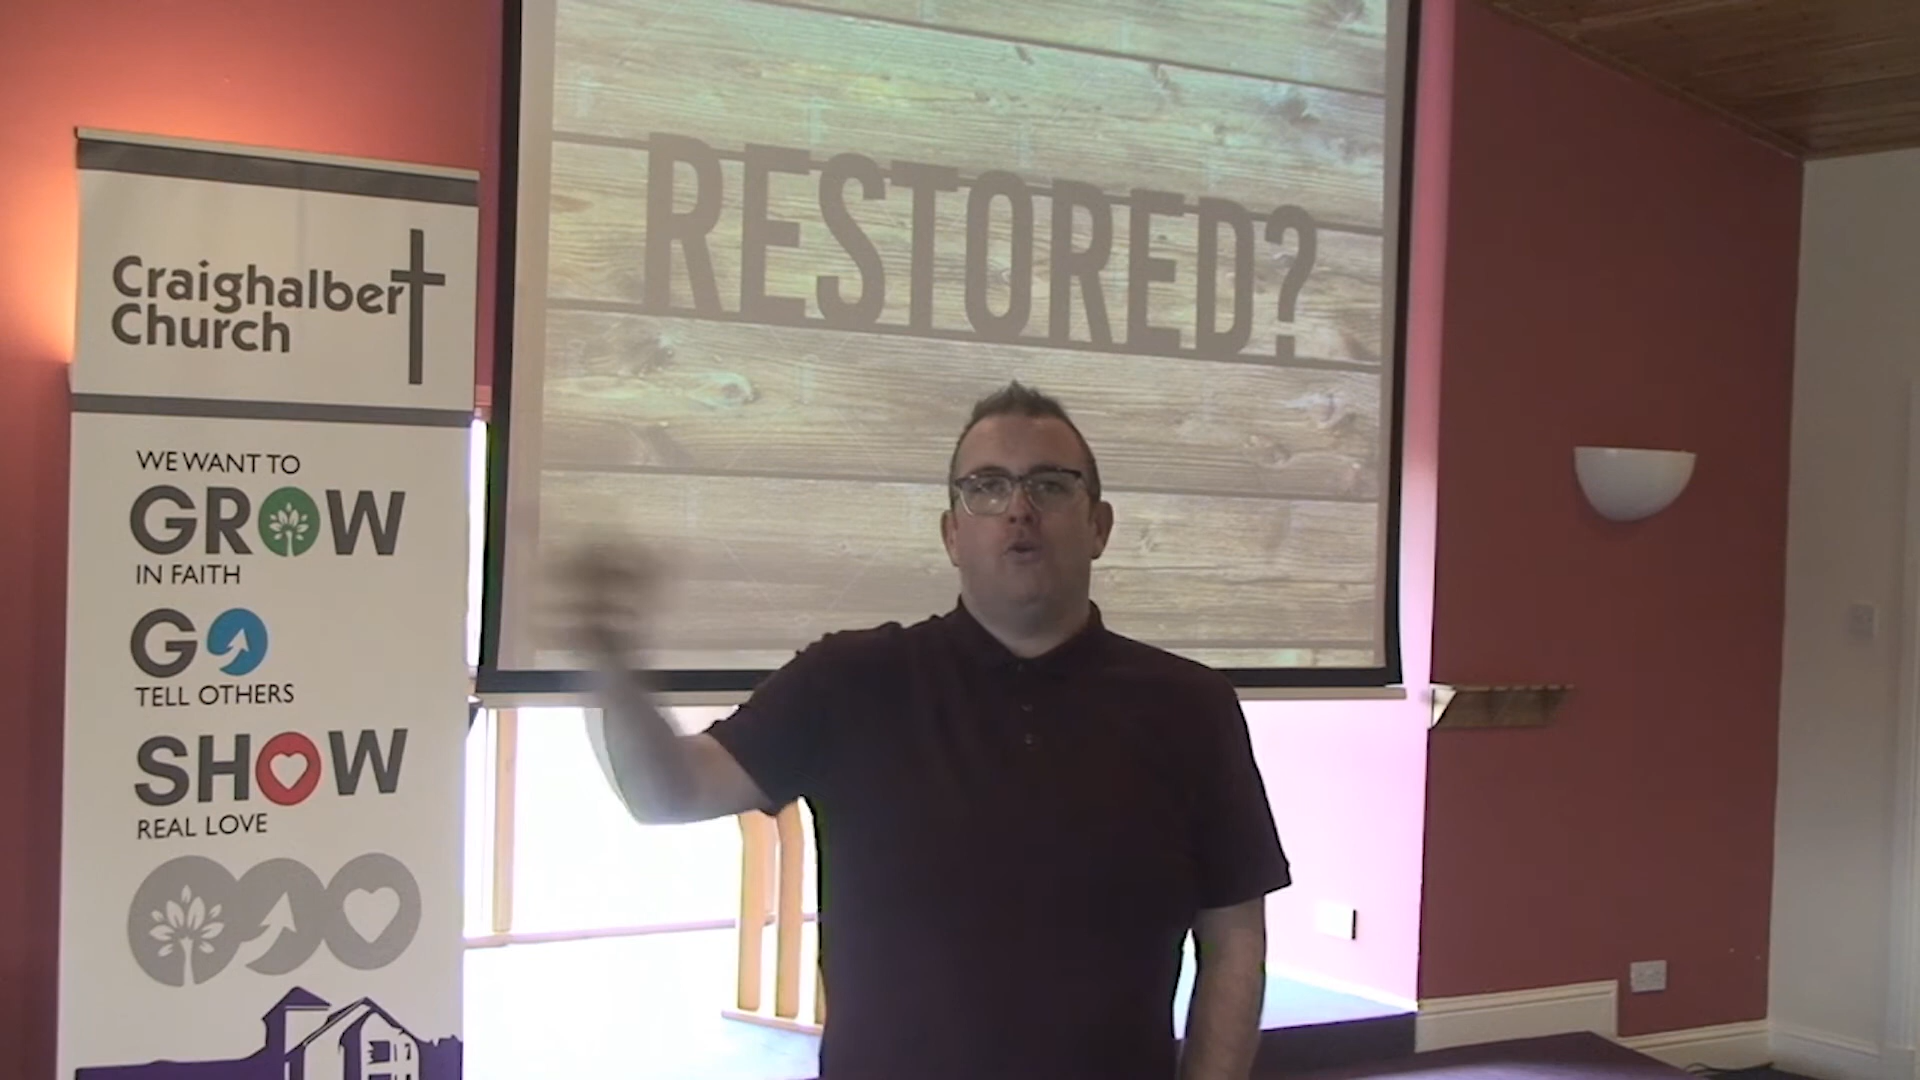 Craighalbert
Church
WE WANT TO
GROW
IN FAITH
GO
TELL OTHERS
SHOW
REAL LOVE
RESTORED?